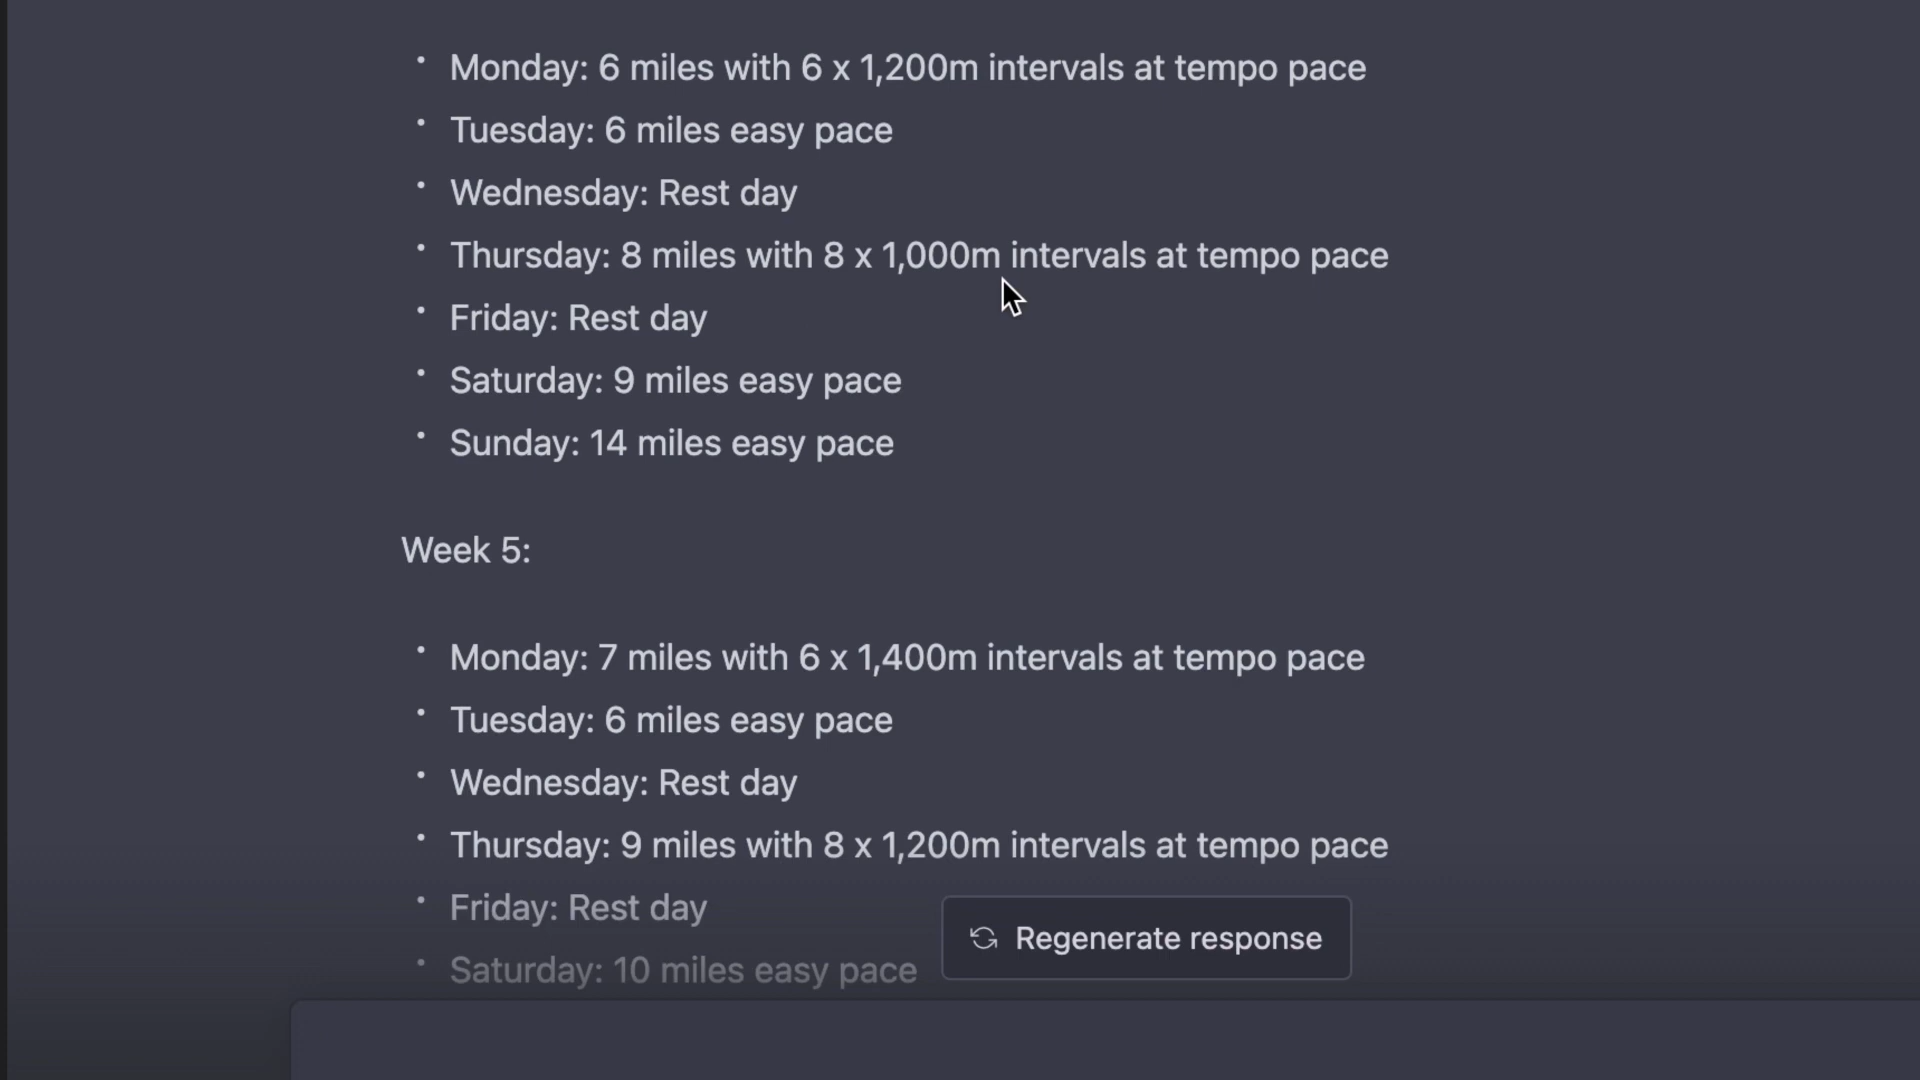 • Monday: 6 miles with 6 x 1,200m intervals at tempo pace
• Tuesday: 6 miles easy pace
• Wednesday: Rest day
• Thursday: 8 miles with 8 x 1,000m intervals at tempo pace
• Friday: Rest day
• Saturday: 9 miles easy pace
• Sunday: 14 miles easy pace
Week 5:
• Monday: 7 miles with 6 x 1,400m intervals at tempo pace
• Tuesday: 6 miles easy pace
• Wednesday: Rest day
• Thursday: 9 miles with 8 x 1,200m intervals at tempo pace
• Friday: Rest day
Regenerate response
• Saturday: 10 miles easy pace